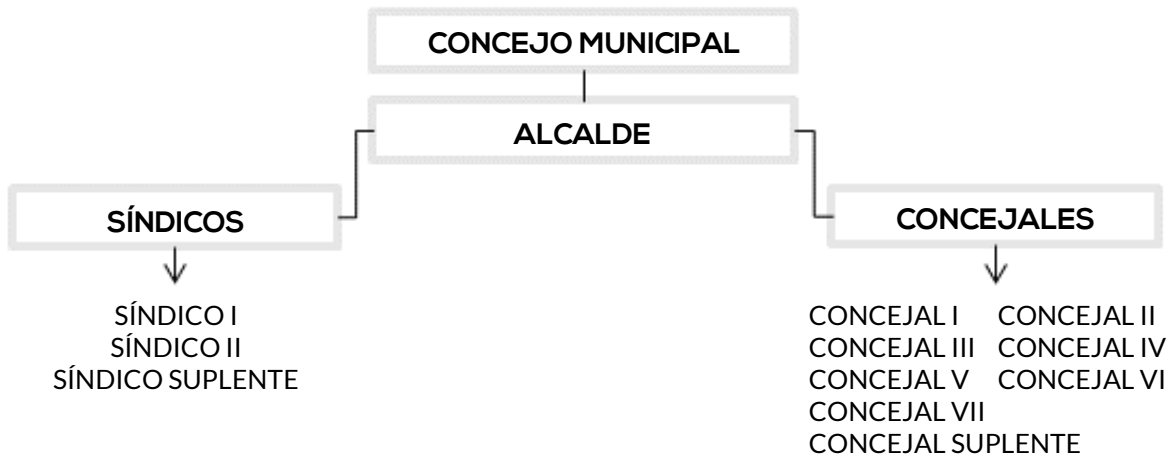 CONCEJO MUNICIPAL
ALCALDE
SÍNDICOS
CONCEJALES
SÍNDICO I
SÍNDICO II
SÍNDICO SUPLENTE
CONCEJAL I CONCEJAL II
CONCEJAL III CONCEJAL IV
CONCEJAL V CONCEJAL VI
CONCEJAL VII
CONCEJAL SUPLENTE